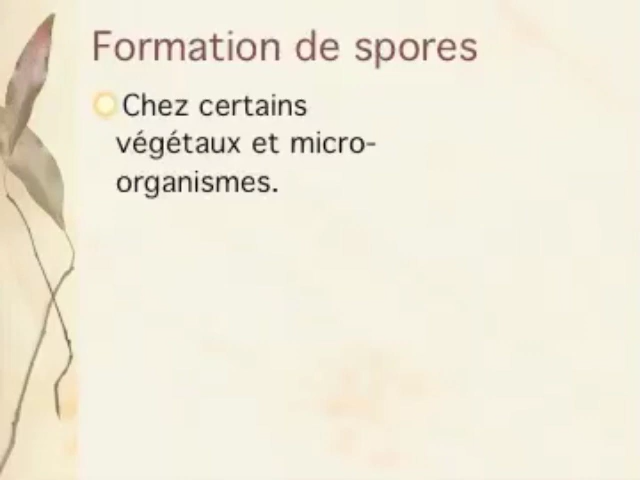 Formation de spores
Chez certains
végétaux et micro-
organismes.